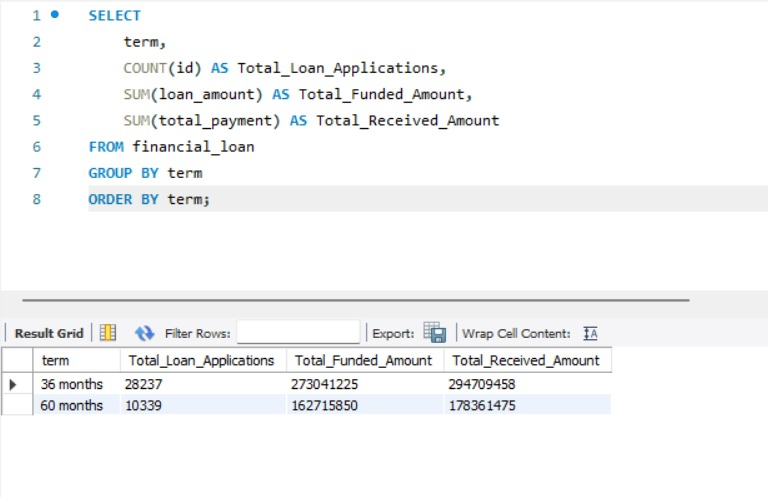 1 SELECT
2 term,
3 COUNT(id) AS Total_Loan_Applications,
4 SUM(loan_amount) AS Total_Funded_Amount,
5 SUM(total_payment) AS Total_Received_Amount
6 FROM financial_loan
7 GROUP BY term
8 ORDER BY term;
Result Grid Filter Rows: Export: Wrap Cell Content: IA
term Total_Loan_Applications Total_Funded_Amount Total_Received_Amount
36 months 28237 273041225 294709458
60 months 10339 162715850 178361475